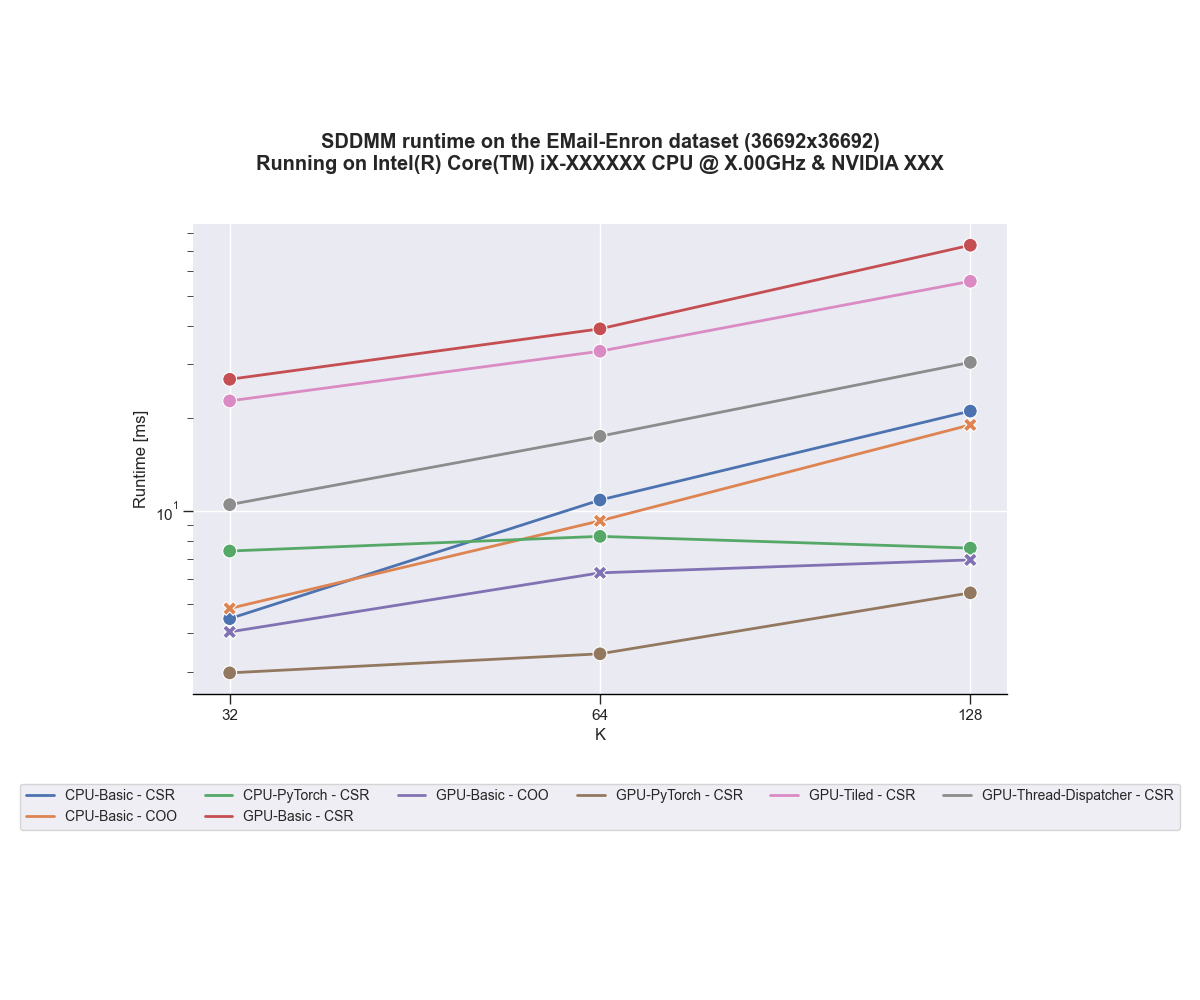 SDDMM runtime on the EMail-Enron dataset (36692x36692)
Running on Intel(R) Core(TM) iX-XXXXXX CPU @ X.00GHz & NVIDIA XXX
Runtime [ms]
10^1
32 64 128
K
CPU-Basic - CSR CPU-PyTorch - CSR GPU-Basic - COO GPU-PyTorch - CSR GPU-Tiled - CSR GPU-Thread-Dispatcher - CSR
CPU-Basic - COO GPU-Basic - CSR